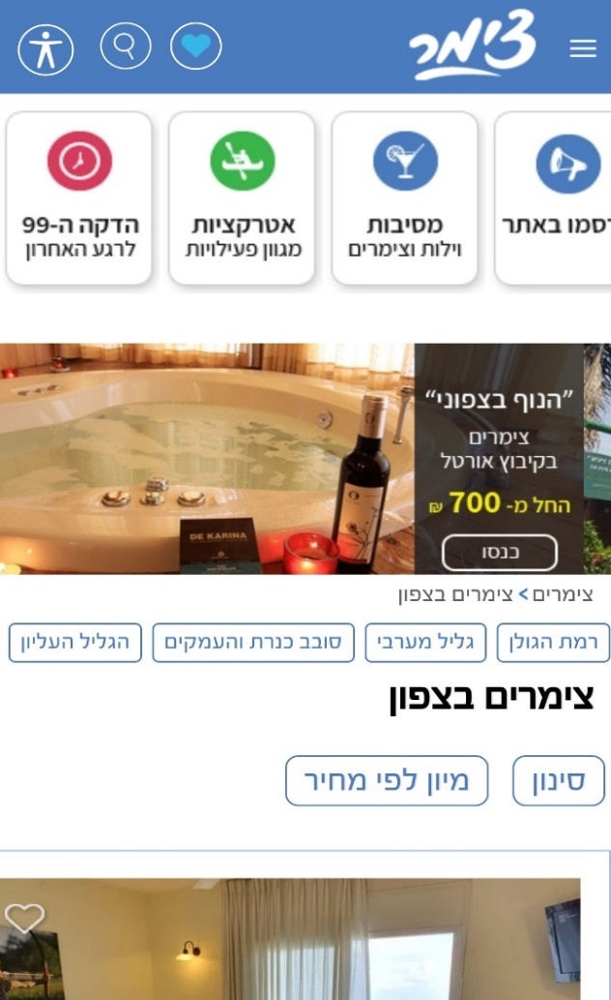 צימר
רסמו באתר
מסיבות
וילות וצימרים
אטרקציות
מגוון פעילויות
הדקה ה-99
לרגע האחרון
״הנוף בצפוני״
צימרים
בקיבוץ אורטל
החל מ- 700 ₪
כנסו
DE KARINA
צימרים > צימרים בצפון
רמת הגולן
גליל מערבי
סובב כנרת והעמקים
הגליל העליון
צימרים בצפון
סינון
מיון לפי מחיר